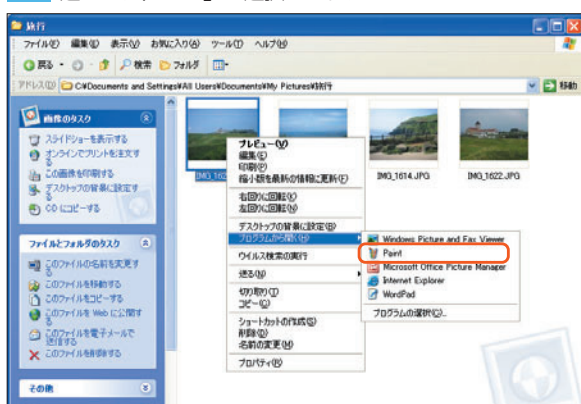 旅行
ファイル(F) 編集(E) 表示(V) お気に入り(A) ツール(T) ヘルプ(H)
戻る 検索 フォルダ
アドレス(D) C:¥Documents and Settings¥All Users¥Documents¥My Pictures¥旅行 移動
画像のタスク
スライドショーを表示する
オンラインでプリントを注文す
る
この画像を印刷する
デスクトップの背景に設定す
る
CD にコピーする
ファイルとフォルダのタスク
このファイルの名前を変更す
る
このファイルを移動する
このファイルをコピーする
このファイルを Web に公開す
る
このファイルを電子メールで
送信する
このファイルを削除する
その他
IMG_162
IMG_1614.JPG
IMG_1622.JPG
プレビュー(V)
編集(E)
印刷(P)
縮小版を最新の情報に更新(F)
右回りに回転(K)
左回りに回転(C)
デスクトップの背景に設定(B)
プログラムから開く(H)
ウイルス検索の実行
送る(N)
切り取り(T)
コピー(C)
ショートカットの作成(S)
削除(D)
名前の変更(M)
プロパティ(R)
Windows Picture and Fax Viewer
Paint
Microsoft Office Picture Manager
Internet Explorer
WordPad
プログラムの選択(C)...